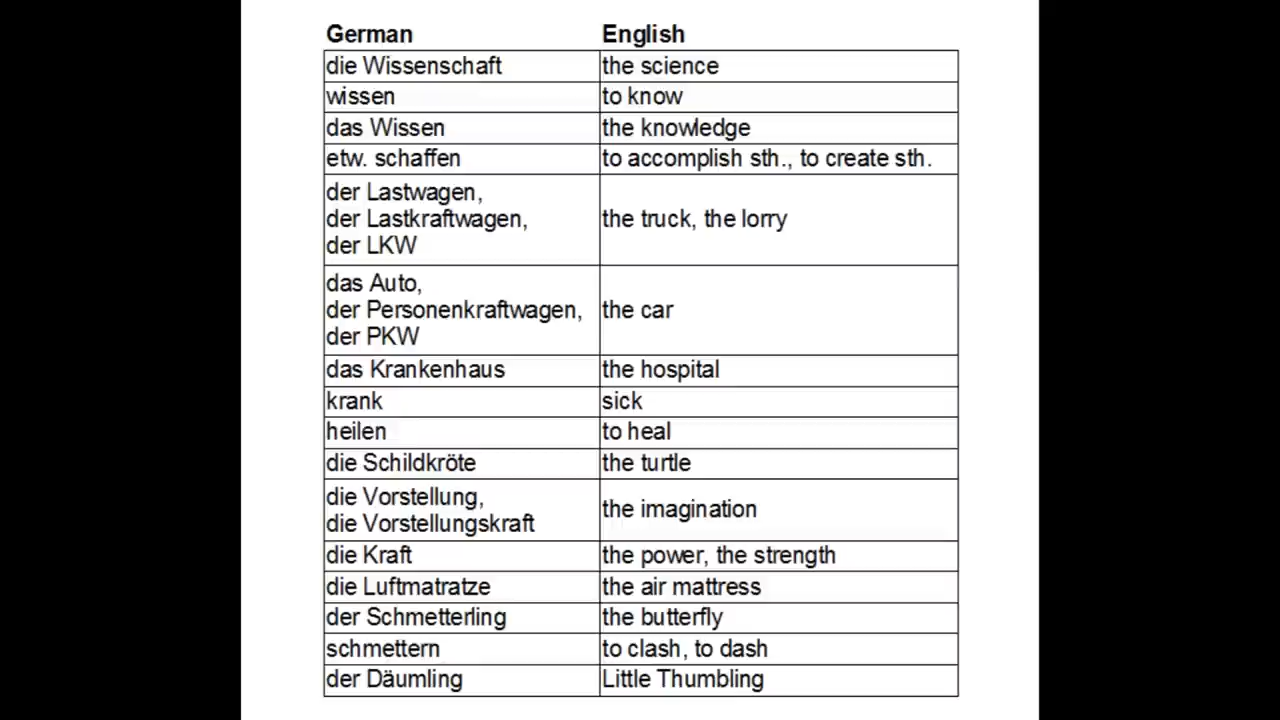 German English
die Wissenschaft the science
wissen to know
das Wissen the knowledge
etw. schaffen to accomplish sth., to create sth.
der Lastwagen,
der Lastkraftwagen, the truck, the lorry
der LKW
das Auto,
der Personenkraftwagen, the car
der PKW
das Krankenhaus the hospital
krank sick
heilen to heal
die Schildkröte the turtle
die Vorstellung,
die Vorstellungskraft the imagination
die Kraft the power, the strength
die Luftmatratze the air mattress
der Schmetterling the butterfly
schmettern to clash, to dash
der Däumling Little Thumbling